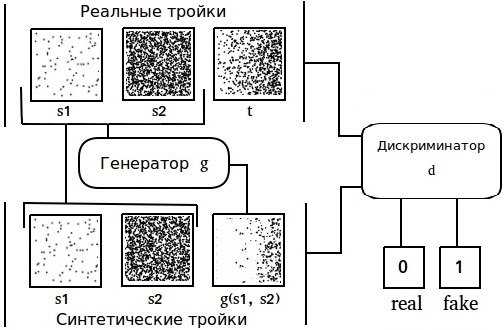 Реальные тройки
s1
s2
t
Генератор g
Дискриминатор
d
s1
s2
g(s1, s2)
Синтетические тройки
0
1
real
fake